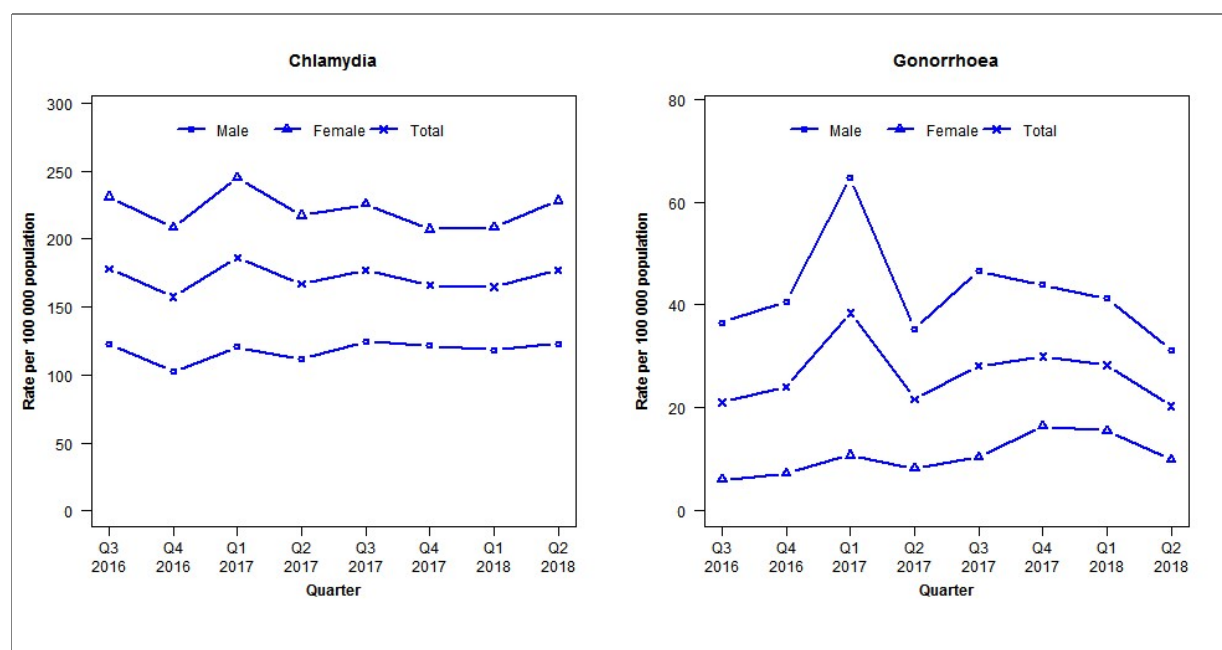 Chlamydia
Rate per 100 000 population
300
250
200
150
100
50
0
Male Female Total
Q3 Q4 Q1 Q2 Q3 Q4 Q1 Q2
2016 2016 2017 2017 2017 2017 2018 2018
Quarter
Gonorrhoea
Rate per 100 000 population
80
60
40
20
0
Male Female Total
Q3 Q4 Q1 Q2 Q3 Q4 Q1 Q2
2016 2016 2017 2017 2017 2017 2018 2018
Quarter